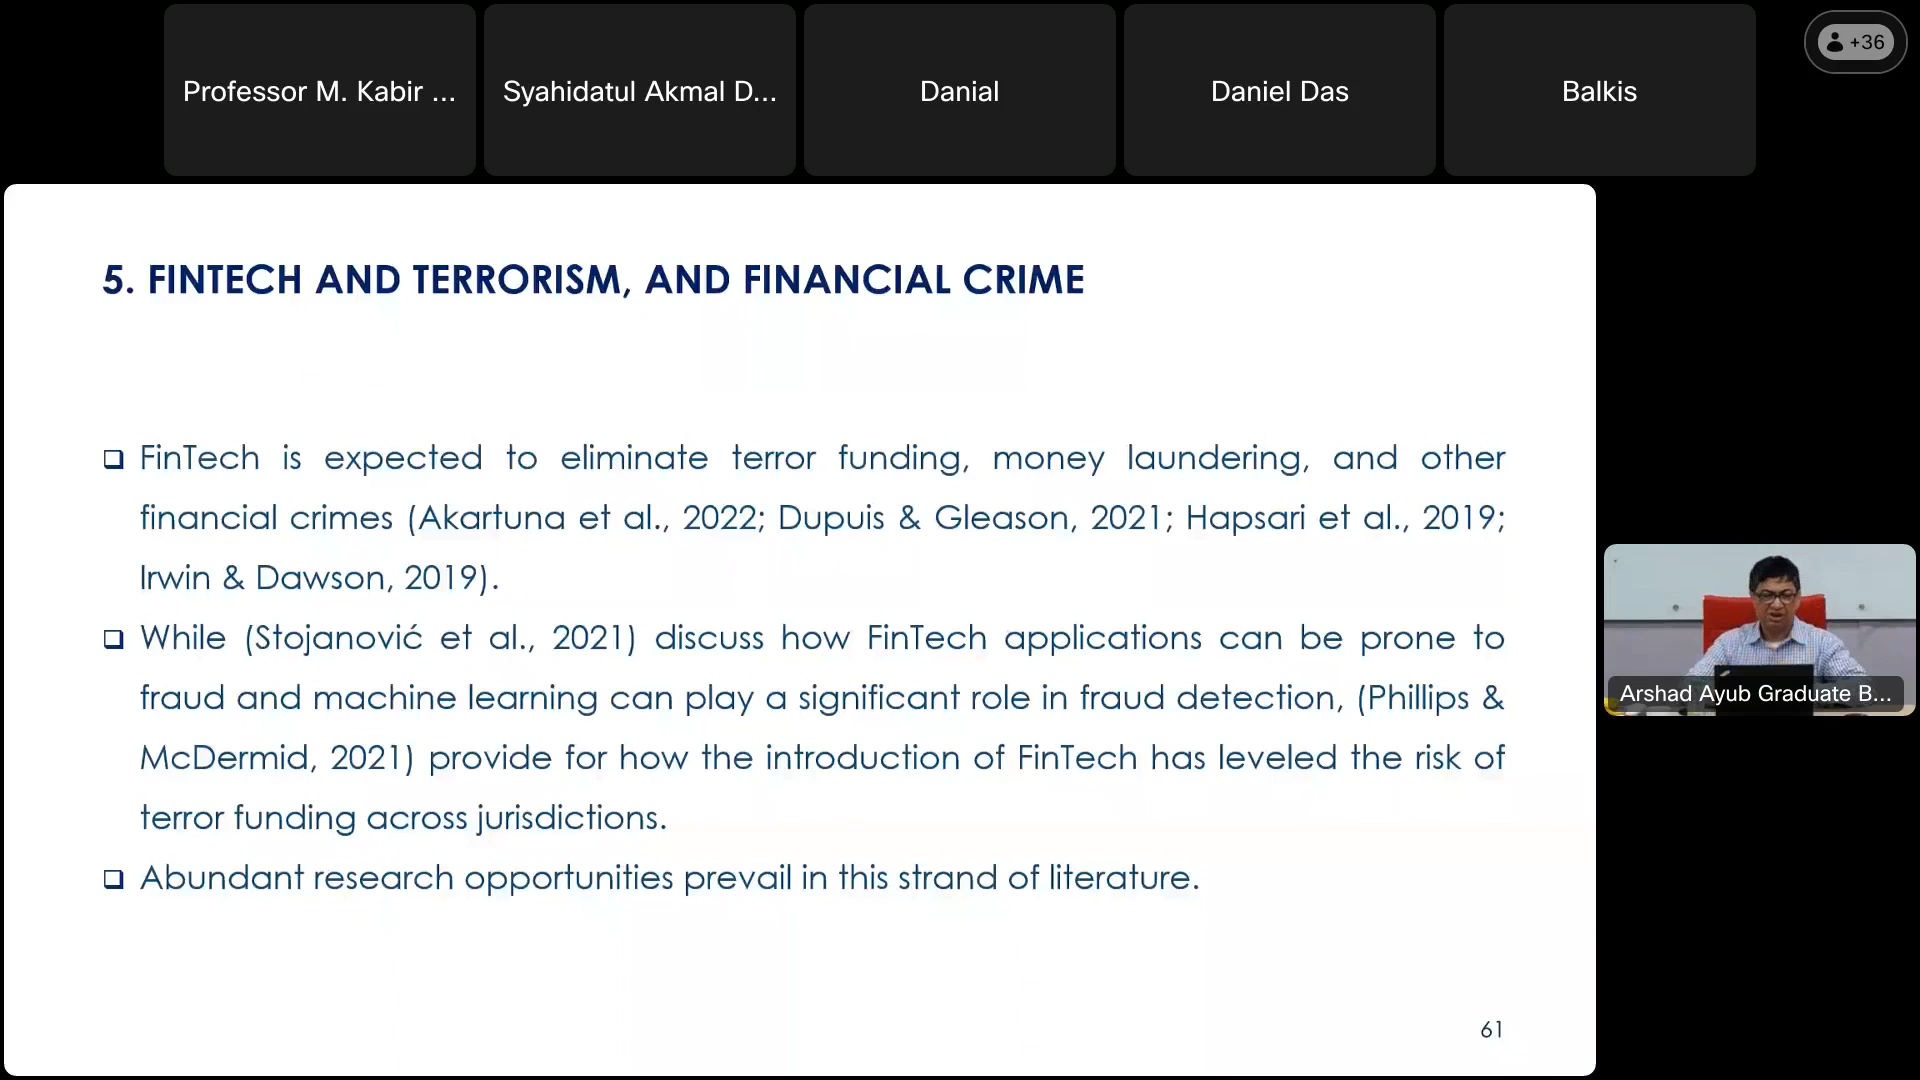 Professor M. Kabir ...
Syahidatul Akmal D...
Danial
Daniel Das
Balkis
+36
5. FINTECH AND TERRORISM, AND FINANCIAL CRIME
❑ FinTech is expected to eliminate terror funding, money laundering, and other
financial crimes (Akartuna et al., 2022; Dupuis & Gleason, 2021; Hapsari et al., 2019;
Irwin & Dawson, 2019).
❑ While (Stojanović et al., 2021) discuss how FinTech applications can be prone to
fraud and machine learning can play a significant role in fraud detection, (Phillips &
McDermid, 2021) provide for how the introduction of FinTech has leveled the risk of
terror funding across jurisdictions.
❑ Abundant research opportunities prevail in this strand of literature.
61
Arshad Ayub Graduate B...